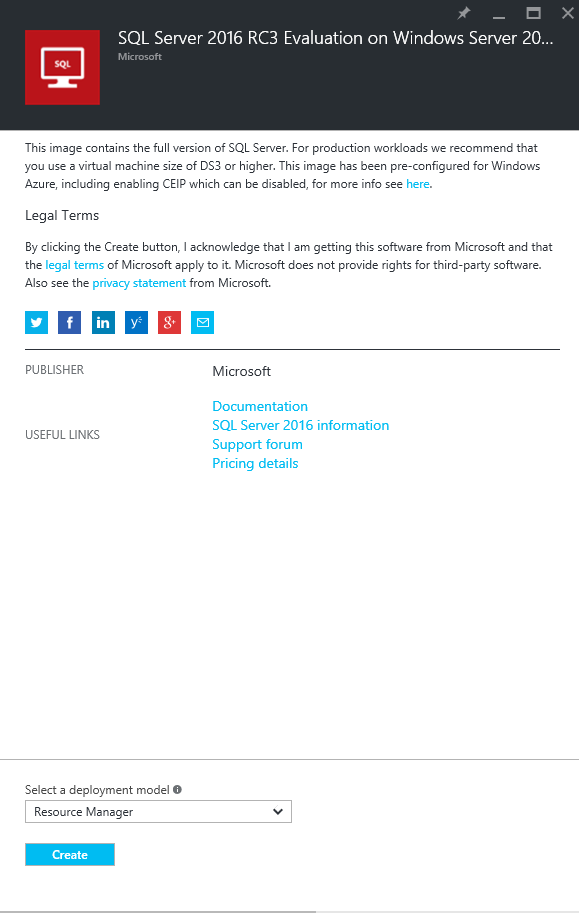 SQL Server 2016 RC3 Evaluation on Windows Server 20...
Microsoft
SQL
This image contains the full version of SQL Server. For production workloads we recommend that
you use a virtual machine size of DS3 or higher. This image has been pre-configured for Windows
Azure, including enabling CEIP which can be disabled, for more info see here.
Legal Terms
By clicking the Create button, I acknowledge that I am getting this software from Microsoft and that
the legal terms of Microsoft apply to it. Microsoft does not provide rights for third-party software.
Also see the privacy statement from Microsoft.
f in y g+
PUBLISHER Microsoft
Documentation
SQL Server 2016 information
USEFUL LINKS
Support forum
Pricing details
Select a deployment model
Resource Manager
Create